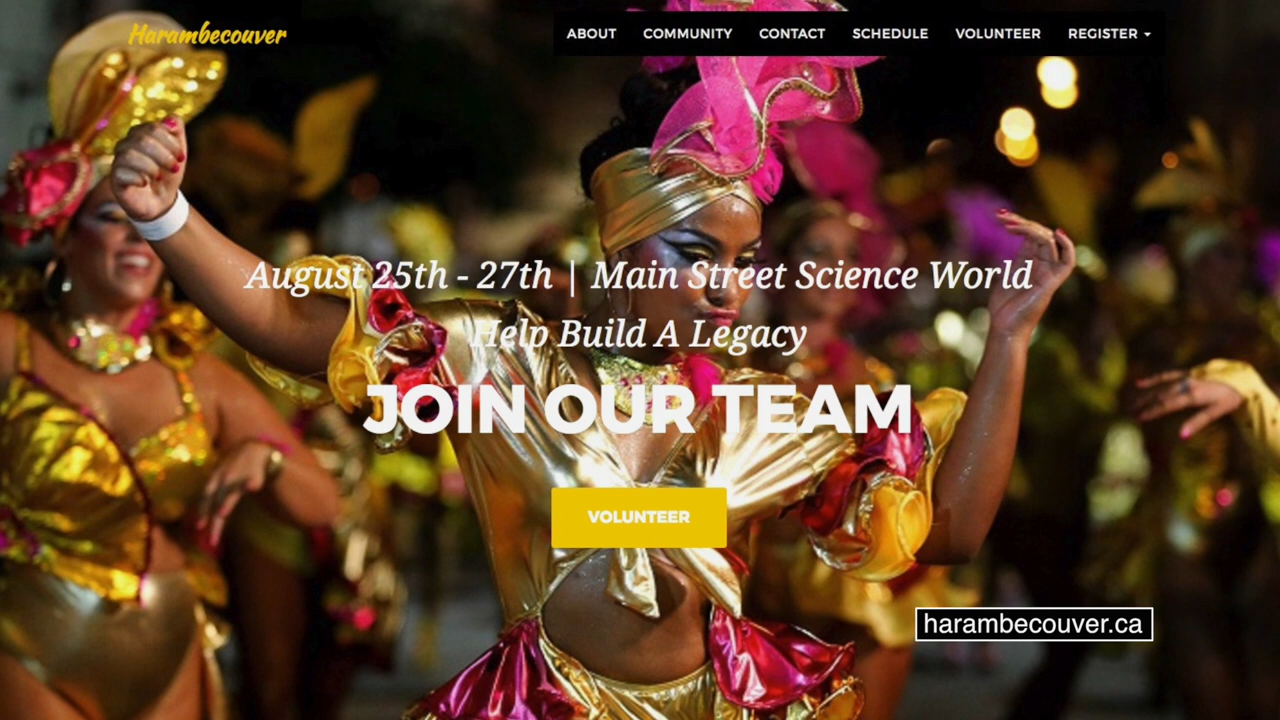 Harambecouver
ABOUT COMMUNITY CONTACT SCHEDULE VOLUNTEER REGISTER
August 25th - 27th | Main Street Science World
Help Build A Legacy
JOIN OUR TEAM
VOLUNTEER
harambecouver.ca